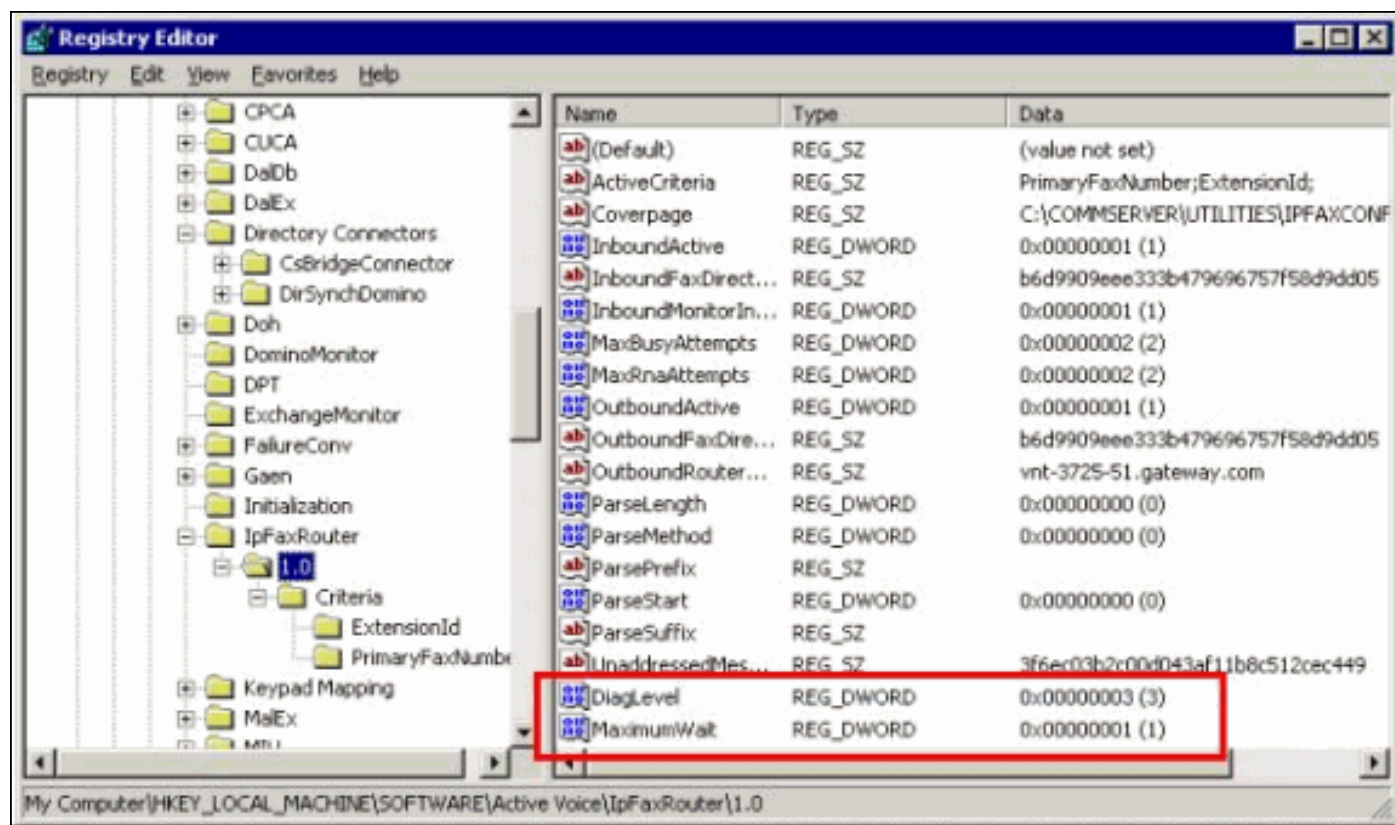 Registry Editor
Registry Edit View Favorites Help
CPCA
CUCA
DalDb
DalEx
Directory Connectors
CsBridgeConnector
DirSynchDomino
Doh
DominoMonitor
DPT
ExchangeMonitor
FailureConv
Gaen
Initialization
IpFaxRouter
1.0
Criteria
ExtensionId
PrimaryFaxNumbe
Keypad Mapping
MalEx
MIU
Name Type Data
(Default) REG_SZ (value not set)
ActiveCriteria REG_SZ PrimaryFaxNumber;ExtensionId;
Coverpage REG_SZ C:\COMMSERVER\UTILITIES\IPFAXCONF
InboundActive REG_DWORD 0x00000001 (1)
InboundFaxDirect... REG_SZ b6d9909eee333b479696757f58d9dd05
InboundMonitorIn... REG_DWORD 0x00000001 (1)
MaxBusyAttempts REG_DWORD 0x00000002 (2)
MaxRnaAttempts REG_DWORD 0x00000002 (2)
OutboundActive REG_DWORD 0x00000001 (1)
OutboundFaxDire... REG_SZ b6d9909eee333b479696757f58d9dd05
OutboundRouter... REG_SZ vnt-3725-51.gateway.com
ParseLength REG_DWORD 0x00000000 (0)
ParseMethod REG_DWORD 0x00000000 (0)
ParsePrefix REG_SZ
ParseStart REG_DWORD 0x00000000 (0)
ParseSuffix REG_SZ
UnaddressedMes... REG_SZ 3f6ec03b2c00d043af11b8c512cec449
DiagLevel REG_DWORD 0x00000003 (3)
MaximumWait REG_DWORD 0x00000001 (1)
My Computer\HKEY_LOCAL_MACHINE\SOFTWARE\Active Voice\IpFaxRouter\1.0